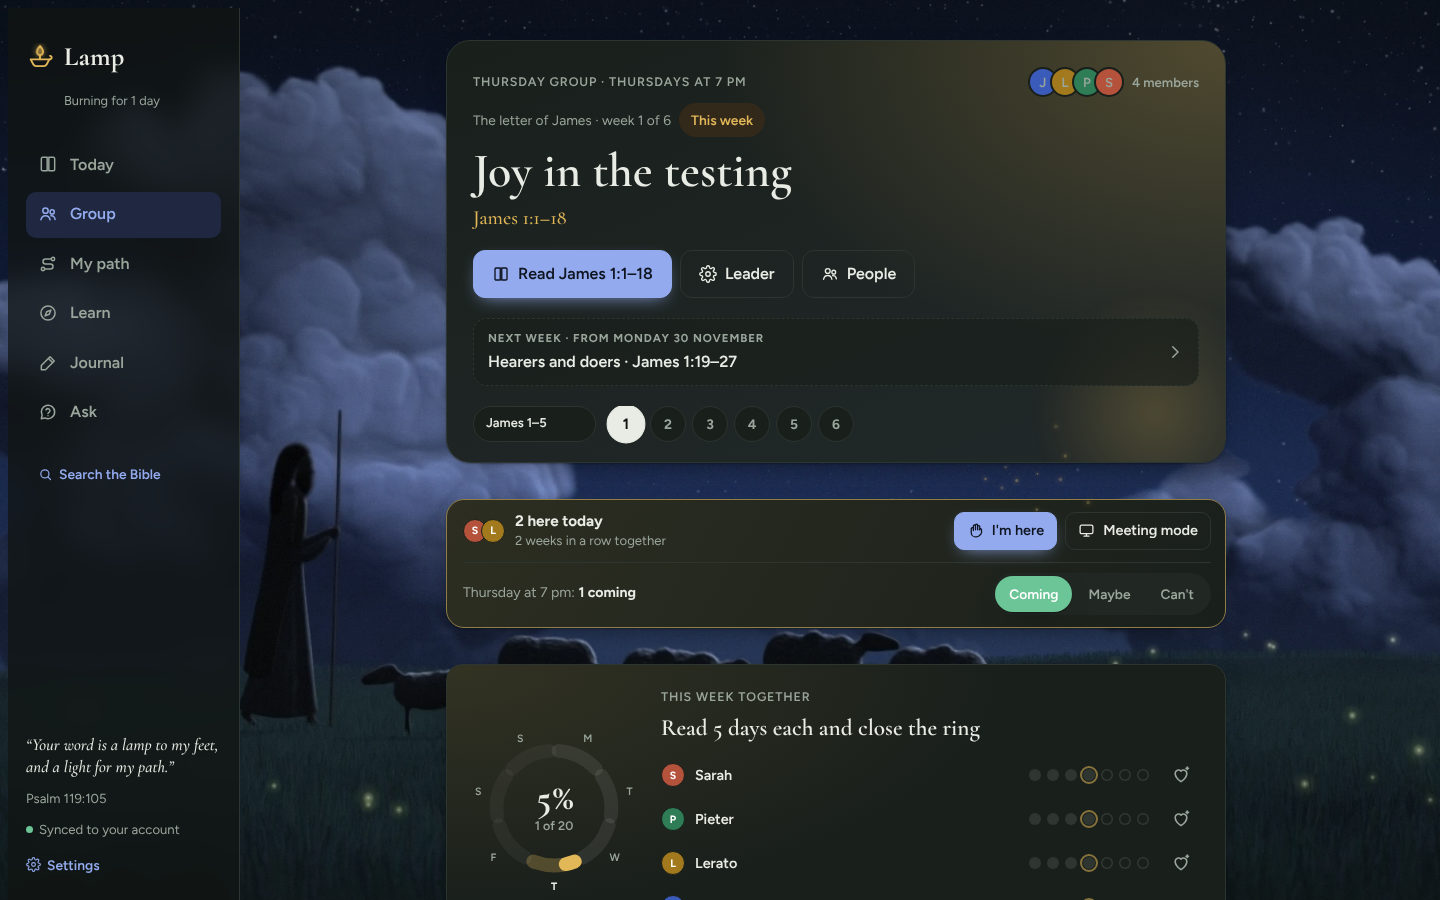 Lamp
Burning for 1 day
Today
Group
My path
Learn
Journal
Ask
Search the Bible
“Your word is a lamp to my feet,
and a light for my path.”
Psalm 119:105
Synced to your account
Settings
THURSDAY GROUP · THURSDAYS AT 7 PM
J L P S 4 members
The letter of James · week 1 of 6 This week
Joy in the testing
James 1:1–18
Read James 1:1–18 Leader People
NEXT WEEK · FROM MONDAY 30 NOVEMBER
Hearers and doers · James 1:19–27
James 1–5 1 2 3 4 5 6
S L 2 here today
2 weeks in a row together
I'm here Meeting mode
Thursday at 7 pm: 1 coming Coming Maybe Can't
THIS WEEK TOGETHER
Read 5 days each and close the ring
S M
S T
F W
T
5%
1 of 20
S Sarah
P Pieter
L Lerato